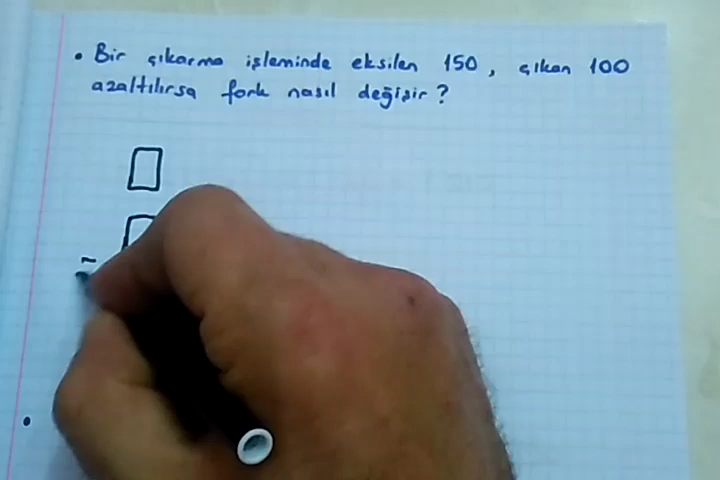 • Bir çıkarma işleminde eksilen 150, çıkan 100
azaltılırsa fark nasıl değişir?